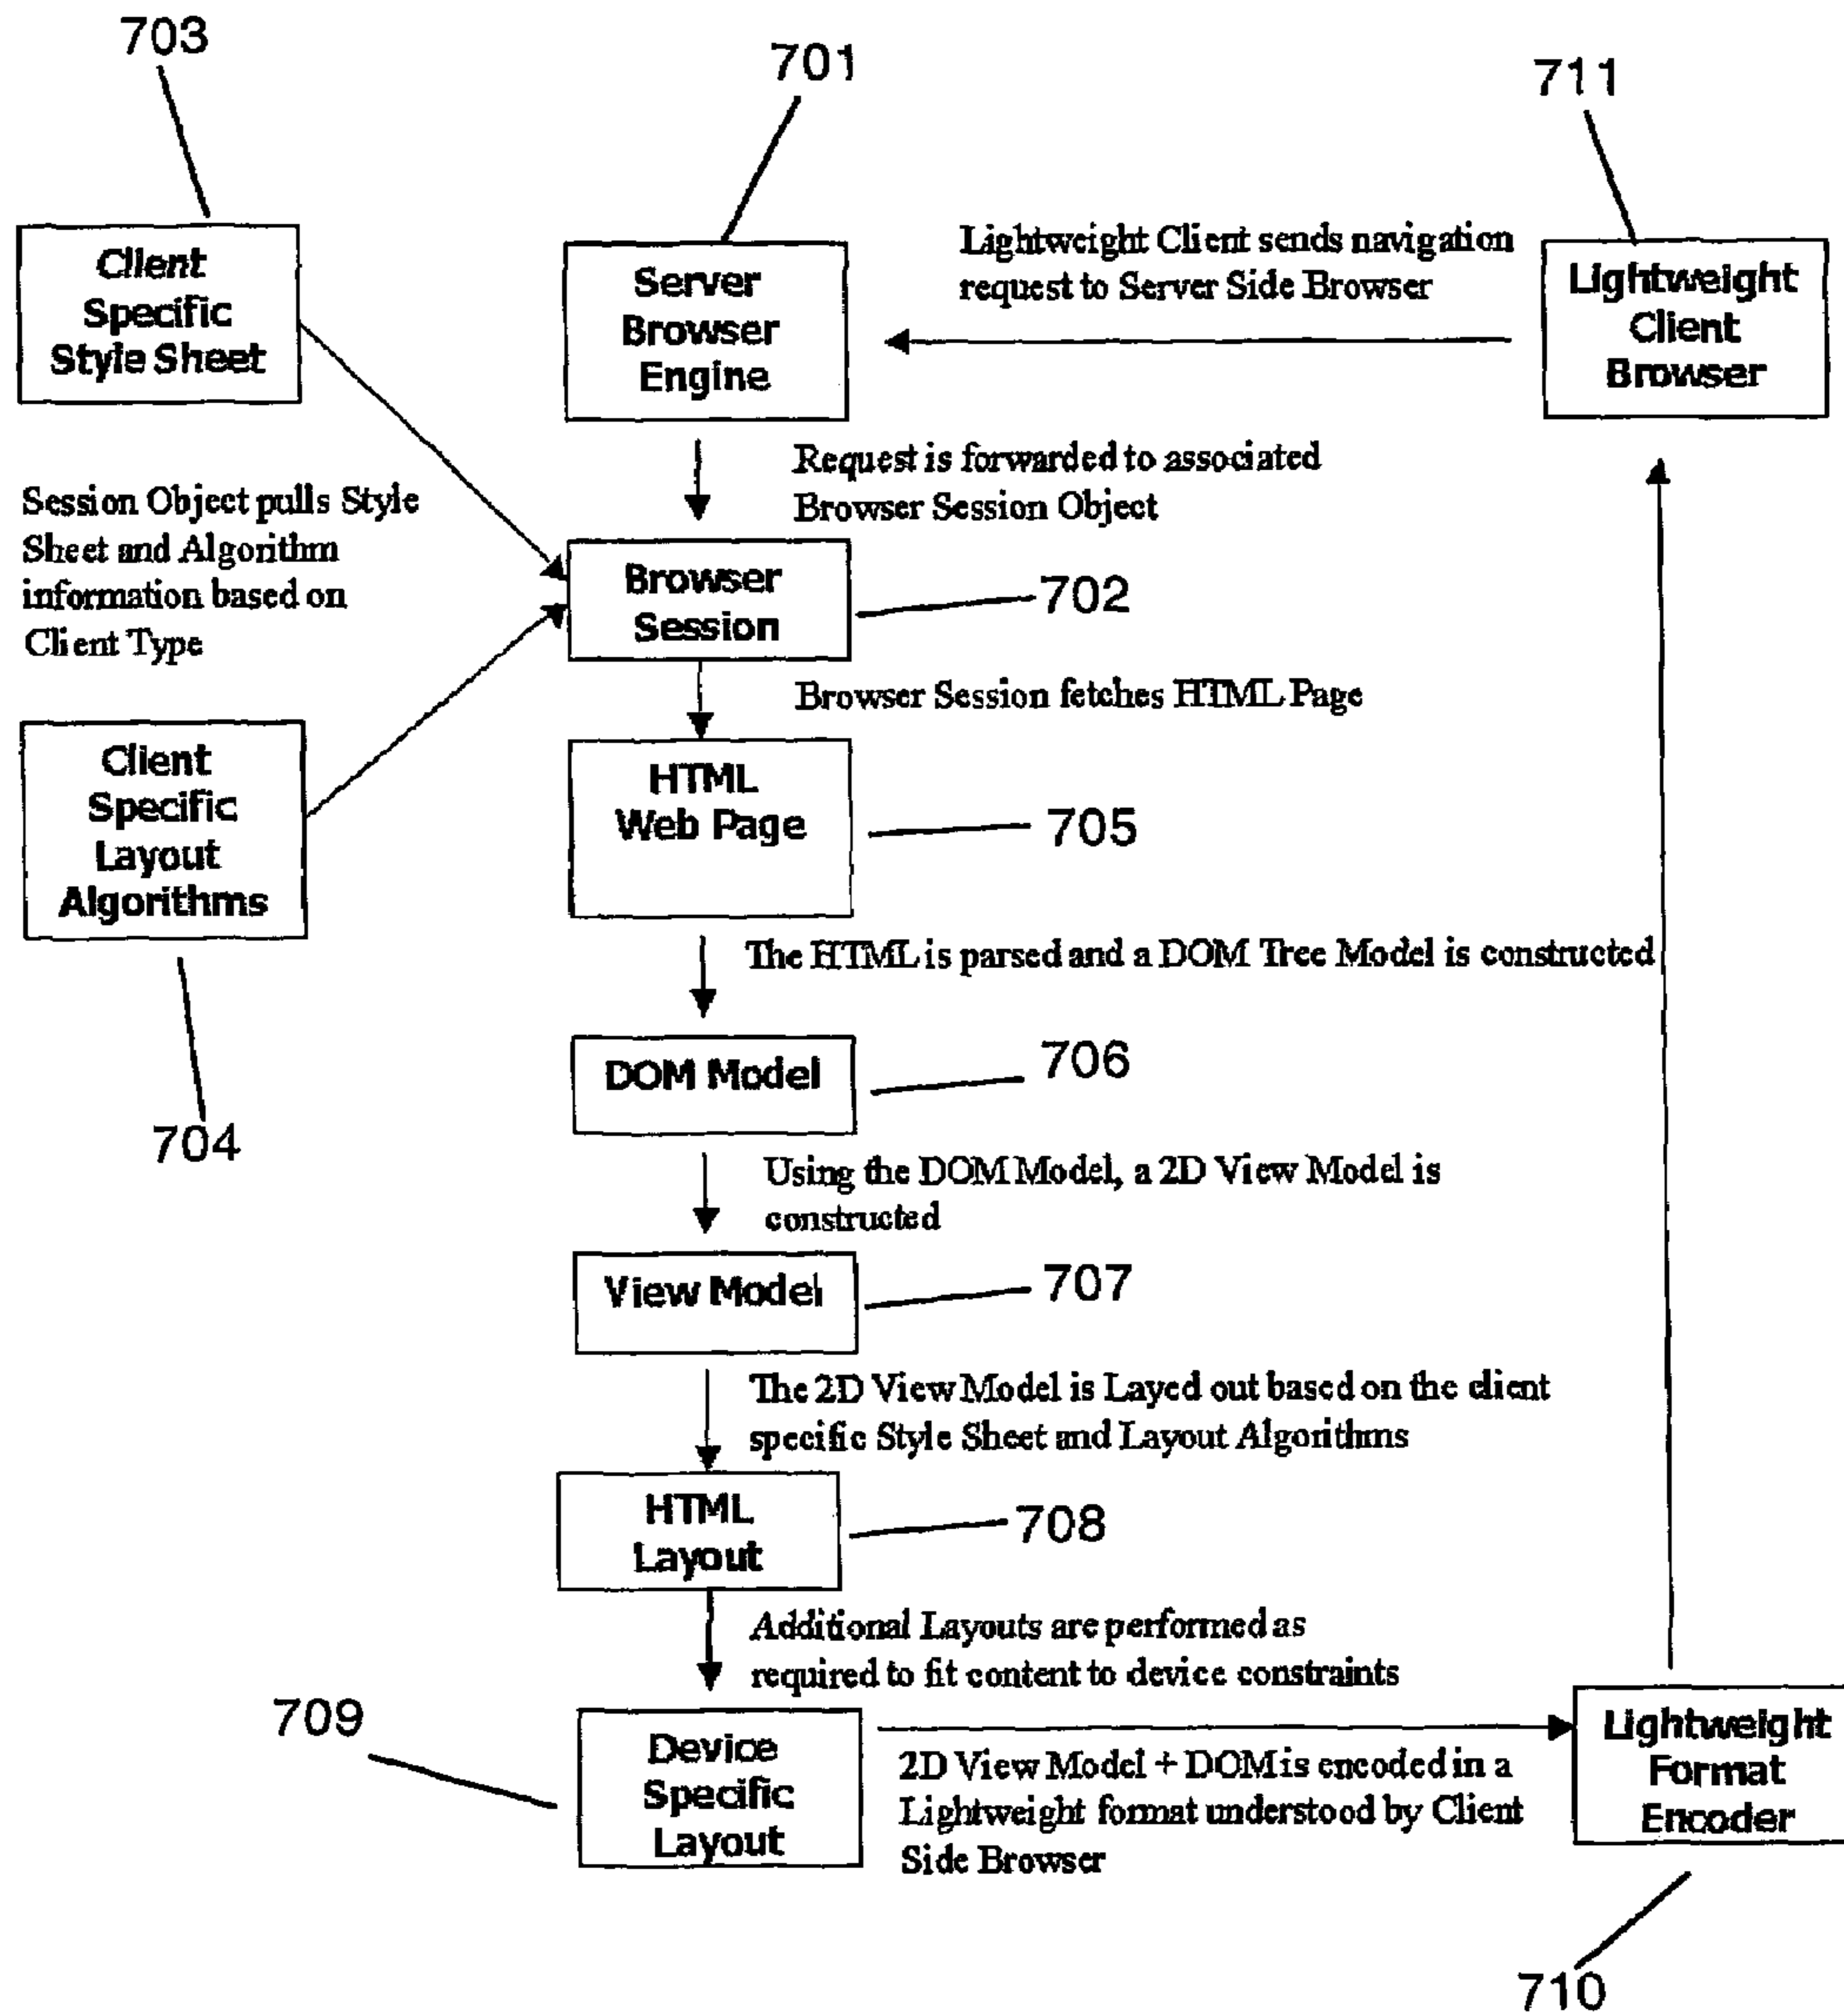 703
701
711
Client
Specific
Style Sheet
Server
Browser
Engine
Lightweight Client sends navigation
request to Server Side Browser
Lightweight
Client
Browser
Request is forwarded to associated
Browser Session Object
Session Object pulls Style
Sheet and Algorithm
information based on
Client Type
Browser
Session
702
Browser Session fetches HTML Page
Client
Specific
Layout
Algorithms
HTML
Web Page
705
The HTML is parsed and a DOM Tree Model is constructed
704
DOM Model
706
Using the DOM Model, a 2D View Model is
constructed
View Model
707
The 2D View Model is Layed out based on the client
specific Style Sheet and Layout Algorithms
HTML
Layout
708
Additional Layouts are performed as
required to fit content to device constraints
709
Device
Specific
Layout
2D View Model + DOM is encoded in a
Lightweight format understood by Client
Side Browser
Lightweight
Format
Encoder
710